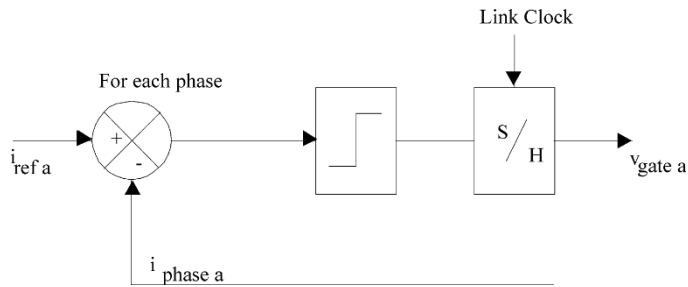 Link Clock
For each phase
+
-
S/H
i ref a
v gate a
i phase a